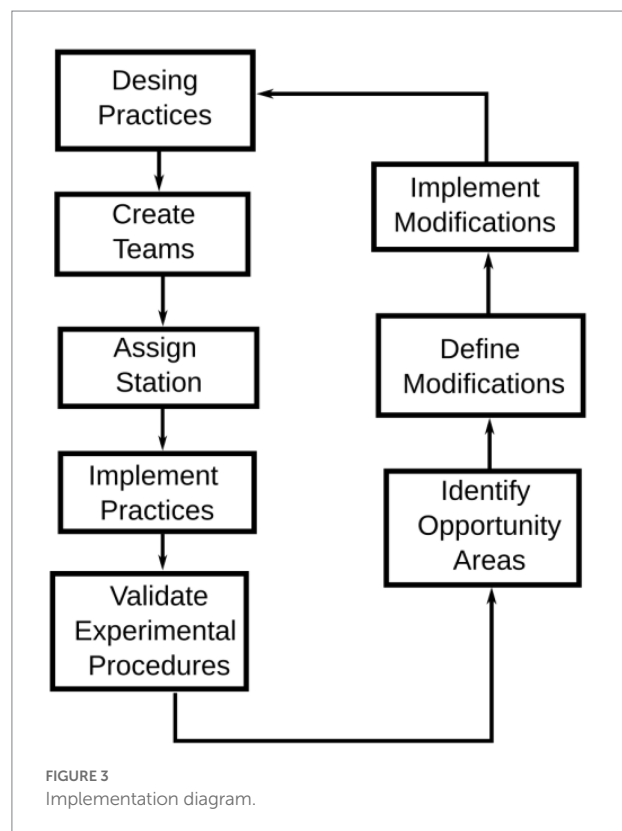 Desing
Practices
Create
Teams
Assign
Station
Implement
Practices
Validate
Experimental
Procedures
Identify
Opportunity
Areas
Define
Modifications
Implement
Modifications
FIGURE 3
Implementation diagram.